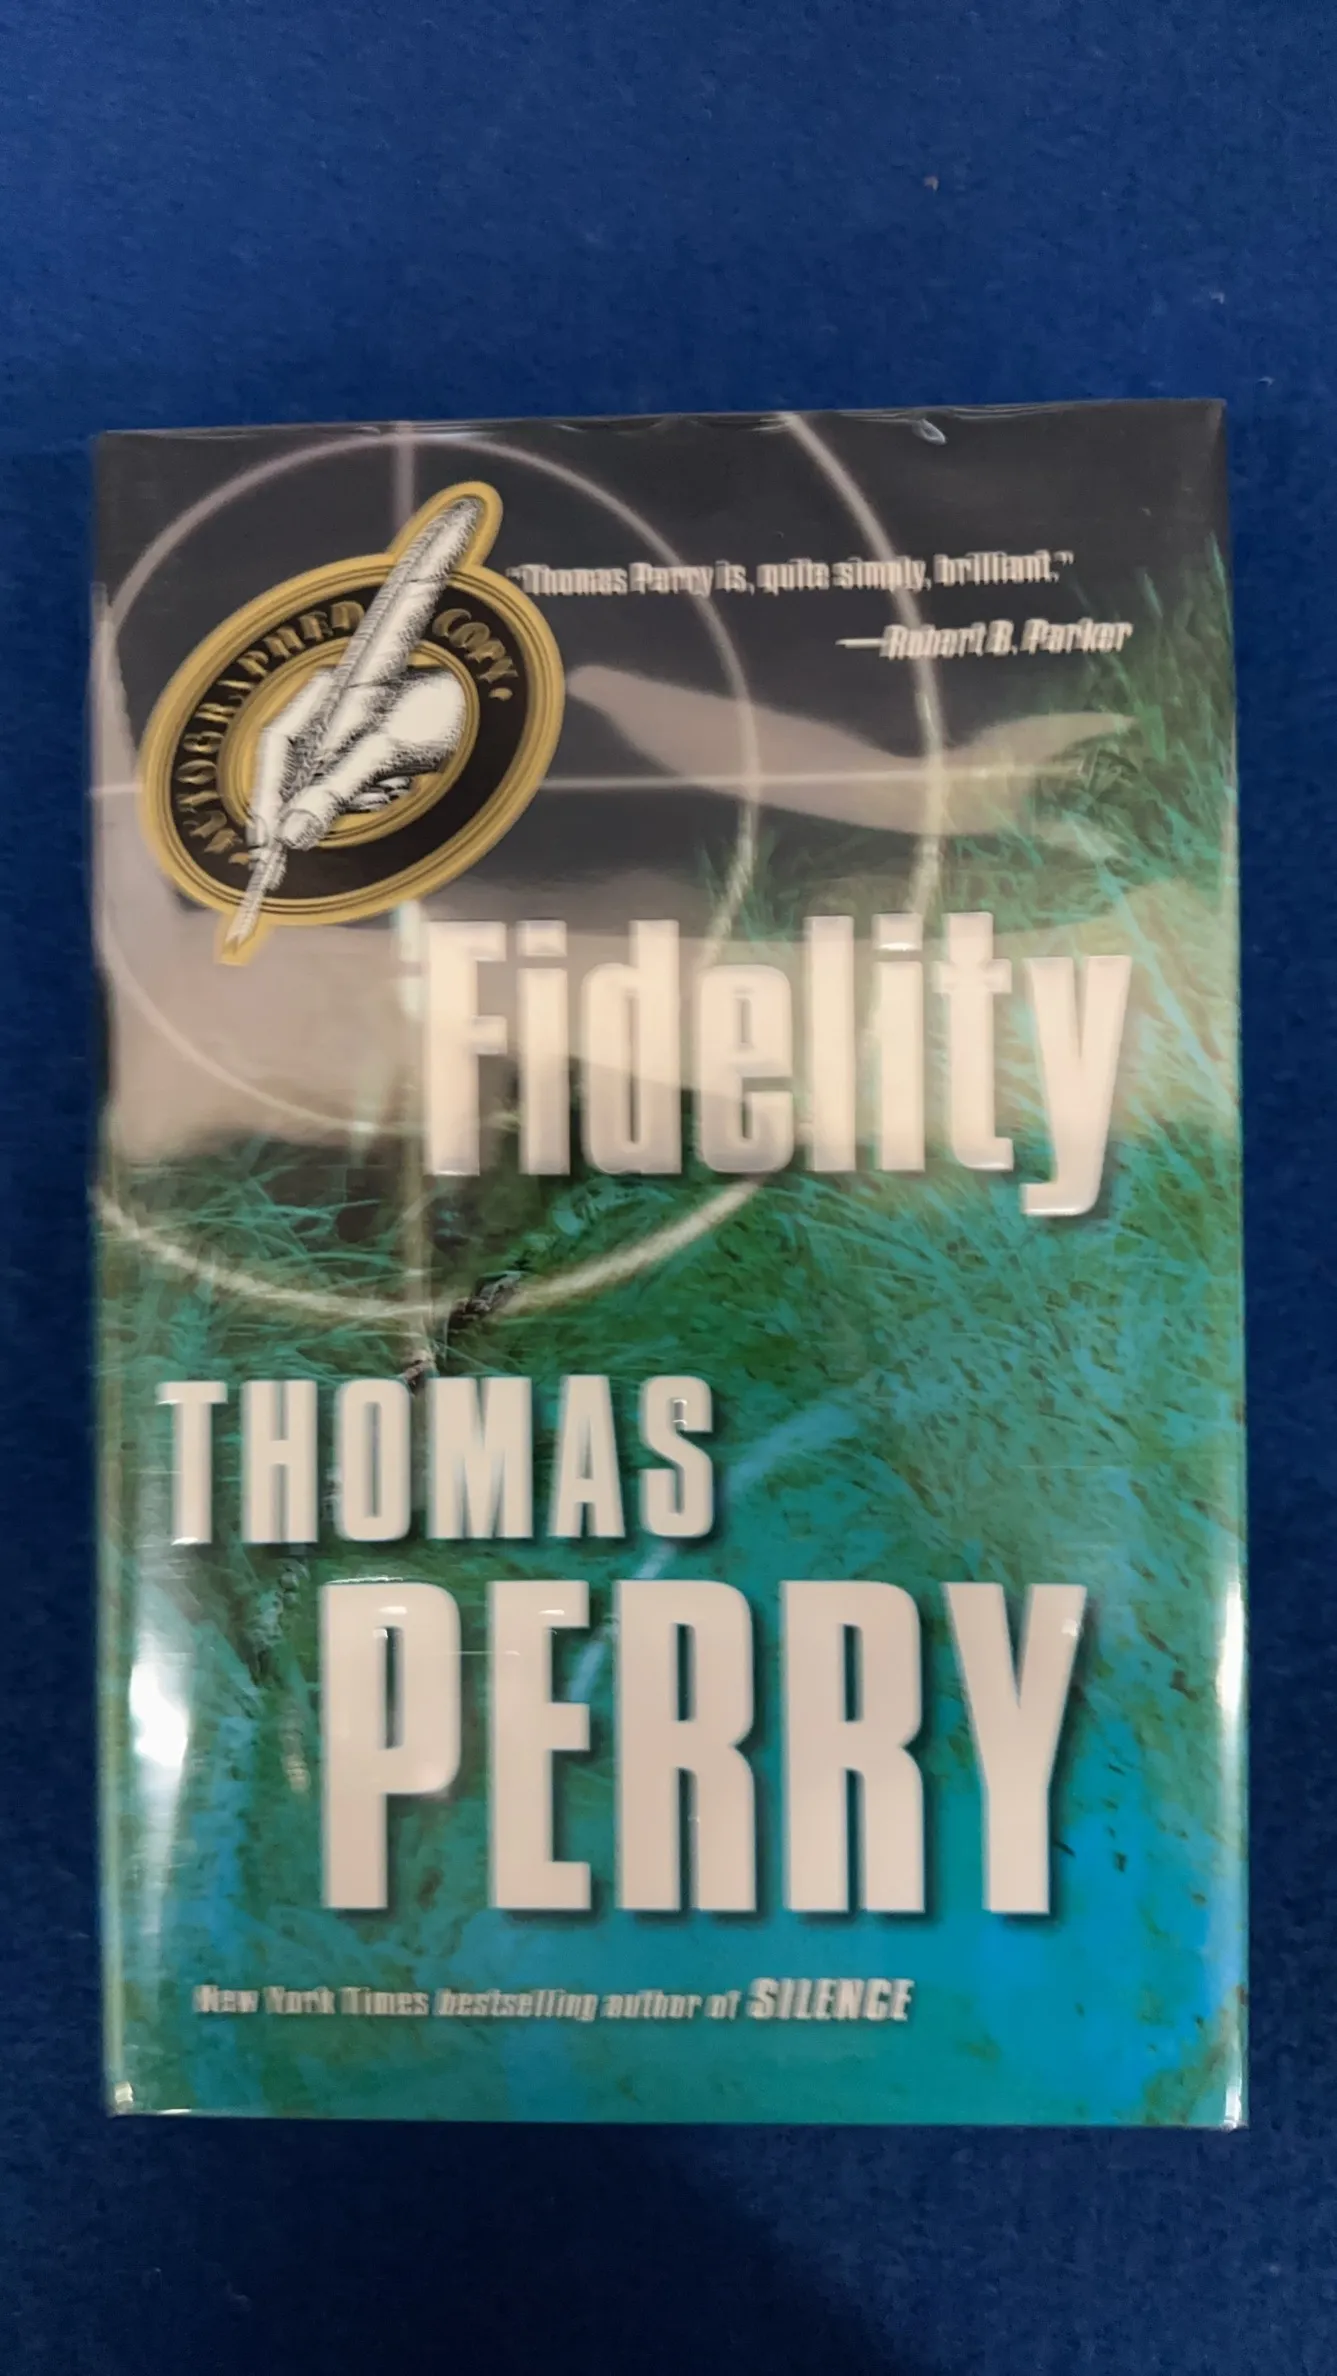 AUTOGRAPHED COPY
"Thomas Perry is, quite simply, brilliant."
—Robert B. Parker
Fidelity
THOMAS
PERRY
New York Times bestselling author of SILENCE